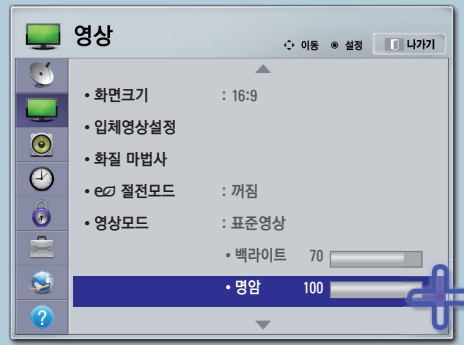 영상
이동 설정 나가기
• 화면크기 : 16:9
• 입체영상설정
• 화질 마법사
• e 절전모드 : 꺼짐
• 영상모드 : 표준영상
• 백라이트 70
• 명암 100
?